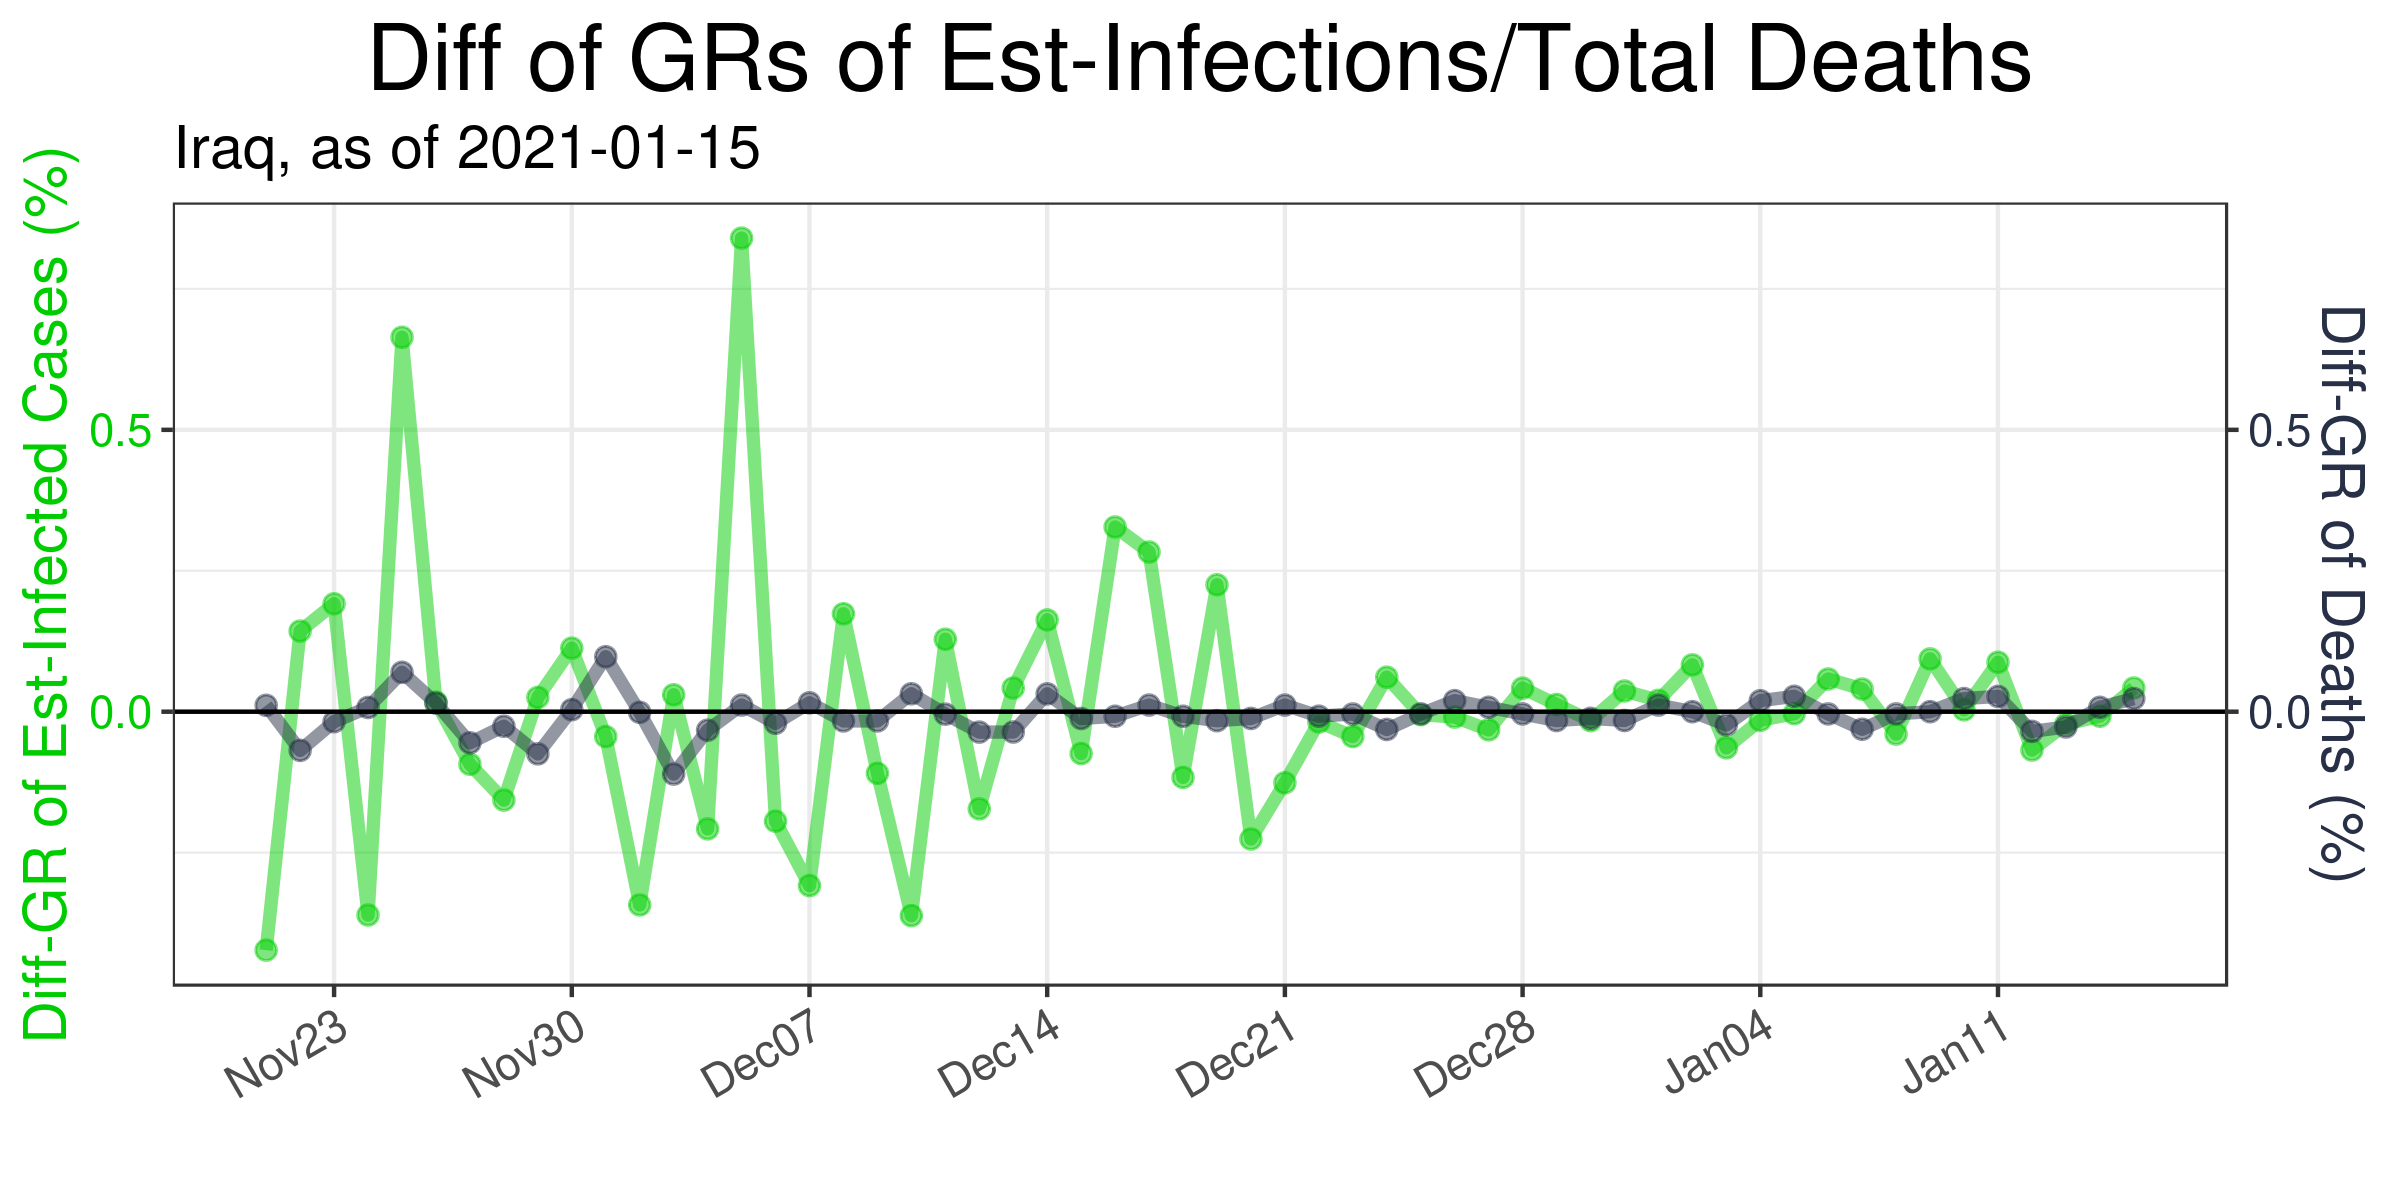 Diff of GRs of Est-Infections/Total Deaths
Iraq, as of 2021-01-15
Diff-GR of Est-Infected Cases (%)
0.5
0.0
0.5
0.0
Diff-GR of Deaths (%)
Nov23
Nov30
Dec07
Dec14
Dec21
Dec28
Jan04
Jan11